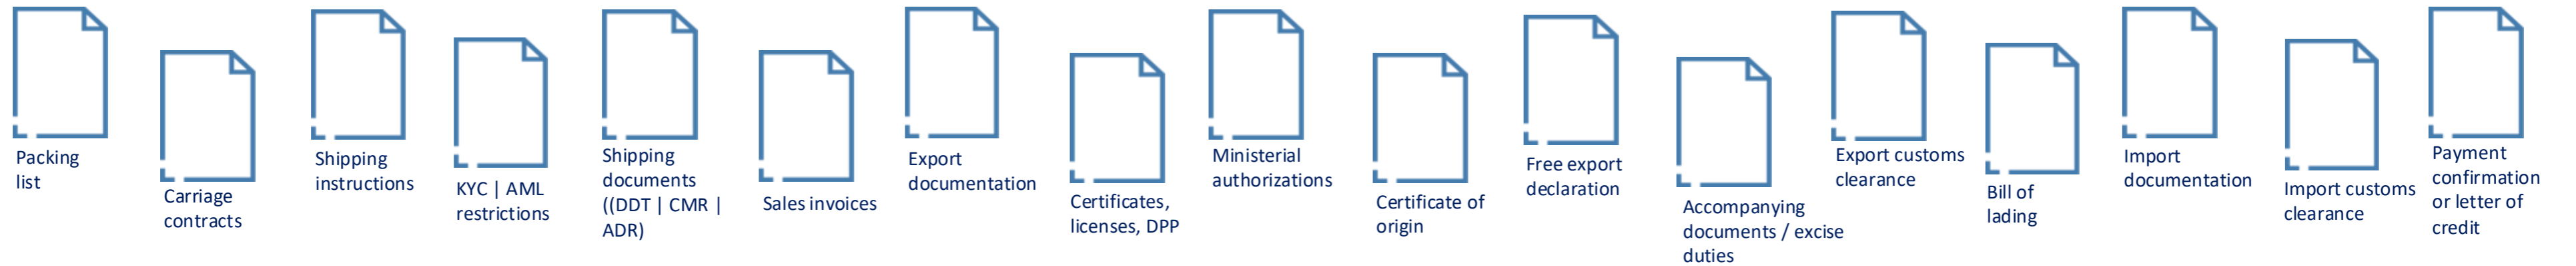 Packing
list
Carriage
contracts
Shipping
instructions
KYC | AML
restrictions
Shipping
documents
((DDT | CMR |
ADR)
Sales invoices
Export
documentation
Certificates,
licenses, DPP
Ministerial
authorizations
Certificate of
origin
Free export
declaration
Accompanying
documents / excise
duties
Export customs
clearance
Bill of
lading
Import
documentation
Import customs
clearance
Payment
confirmation
or letter of
credit